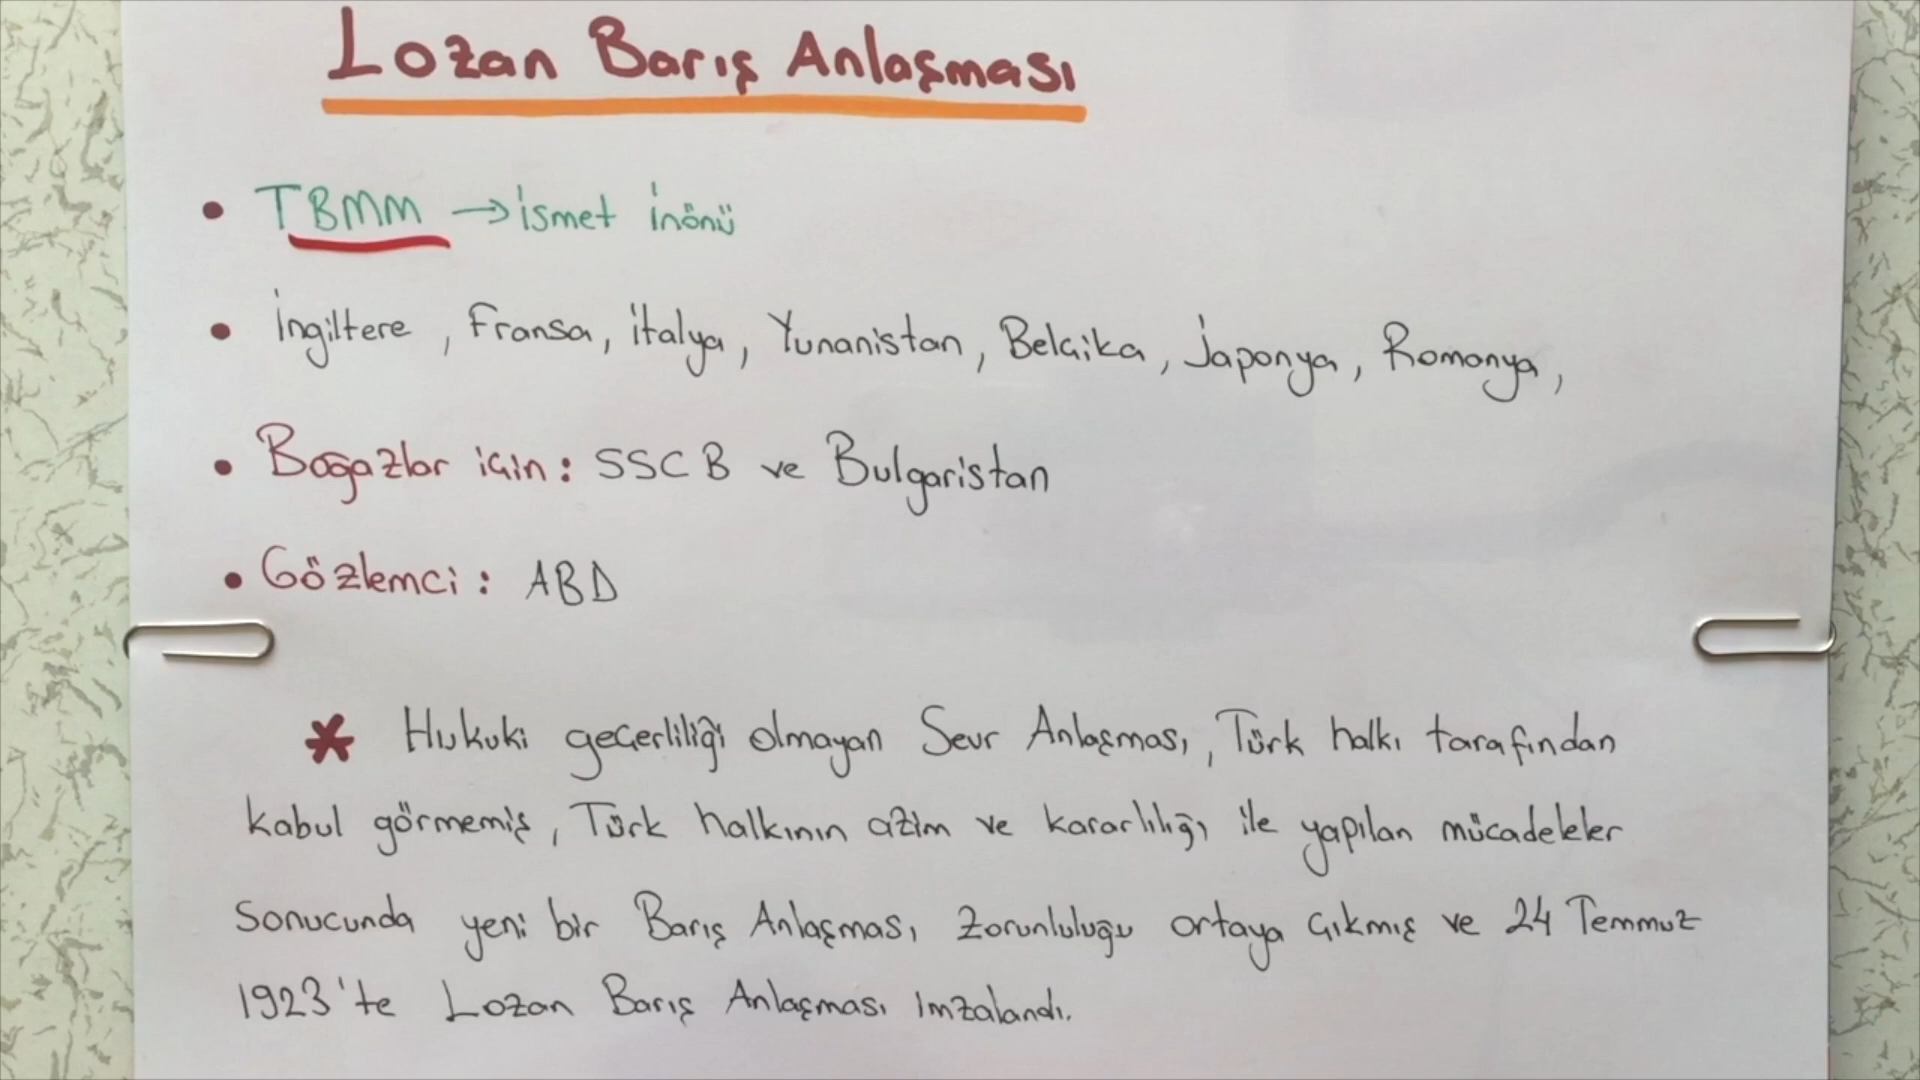 Lozan Barış Anlaşması
• TBMM → İsmet İnönü
• İngiltere, Fransa, İtalya, Yunanistan, Belçika, Japonya, Romanya,
• Boğazlar için: SSCB ve Bulgaristan
• Gözlemci: ABD
* Hukuki geçerliliği olmayan Sevr Anlaşması, Türk halkı tarafından
kabul görmemiş, Türk halkının azim ve kararlılığı ile yapılan mücadeleler
sonucunda yeni bir Barış Anlaşması zorunluluğu ortaya çıkmış ve 24 Temmuz
1923'te Lozan Barış Anlaşması imzalandı.